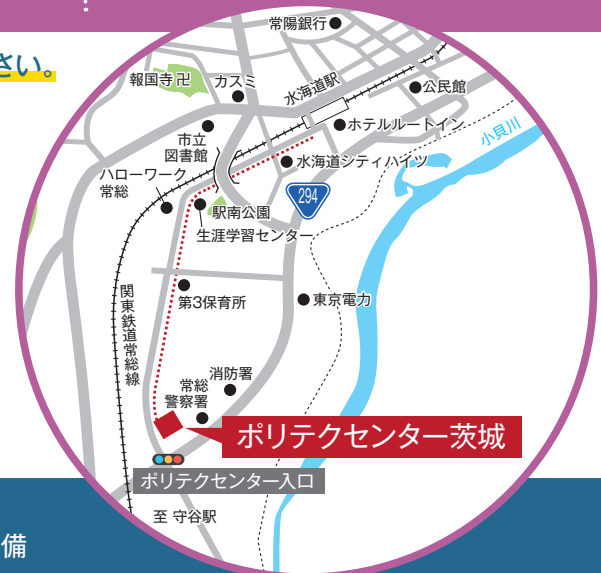 さい。
常陽銀行
報国寺卍
カスミ
水海道駅
公民館
ホテルルートイン
小見川
市立
図書館
水海道シティハイツ
ハローワーク
常総
294
駅南公園
生涯学習センター
関東鉄道常総線
第3保育所
東京電力
消防署
常総
警察署
ポリテクセンター茨城
ポリテクセンター入口
至 守谷駅
備